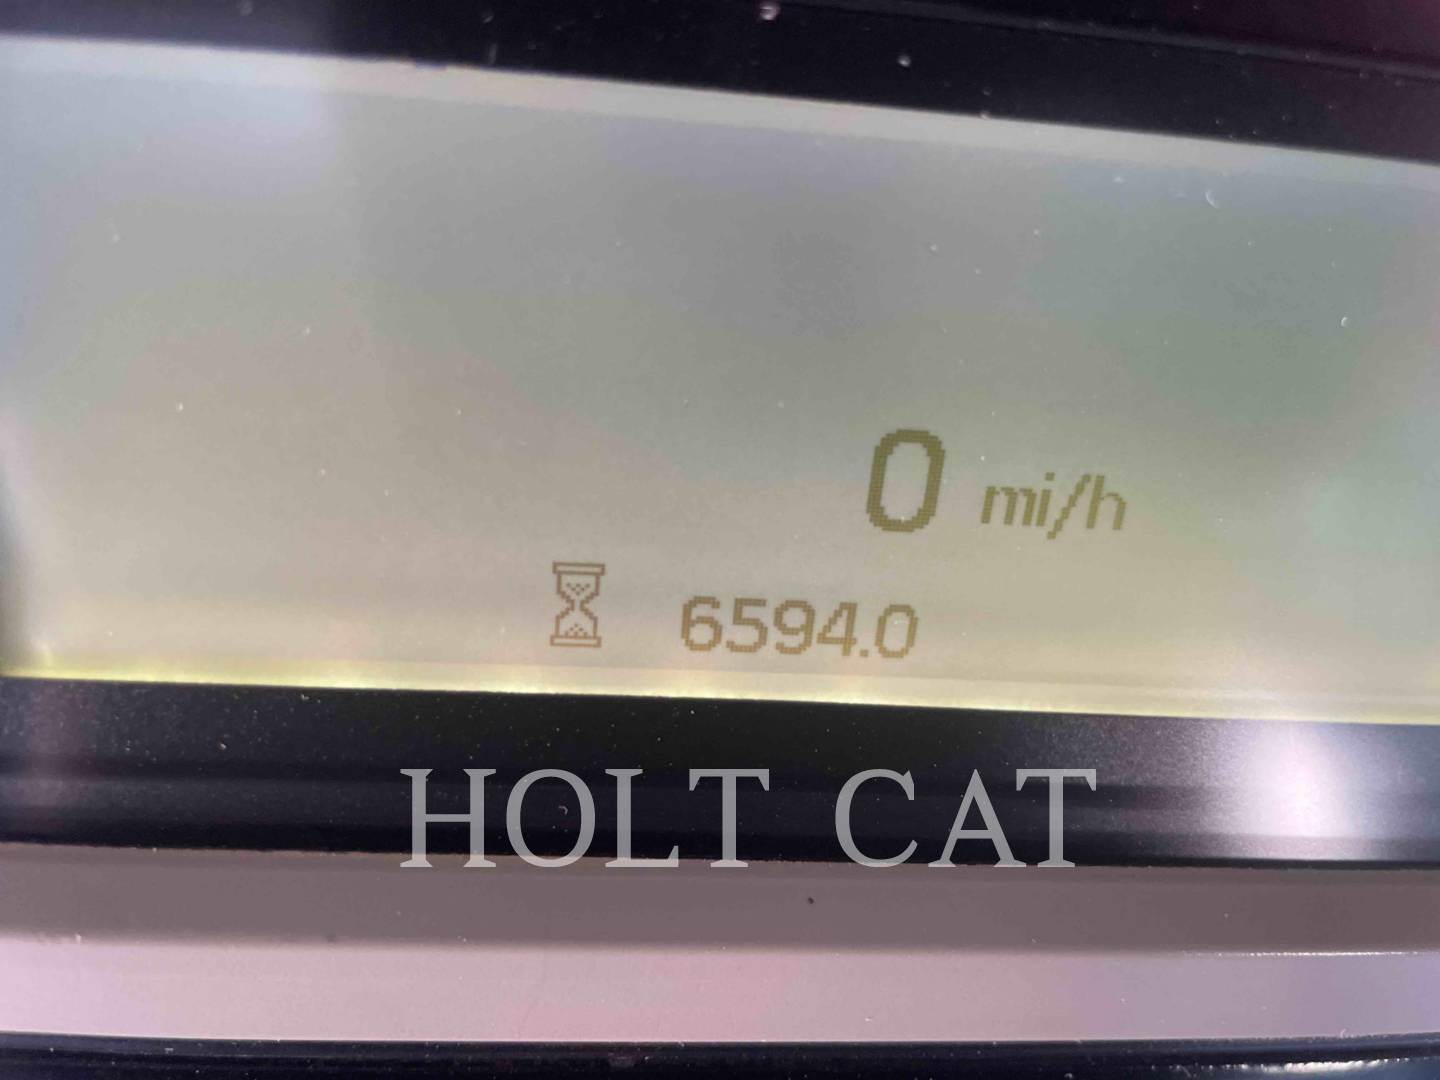 0 mi/h
6594.0
HOLT CAT